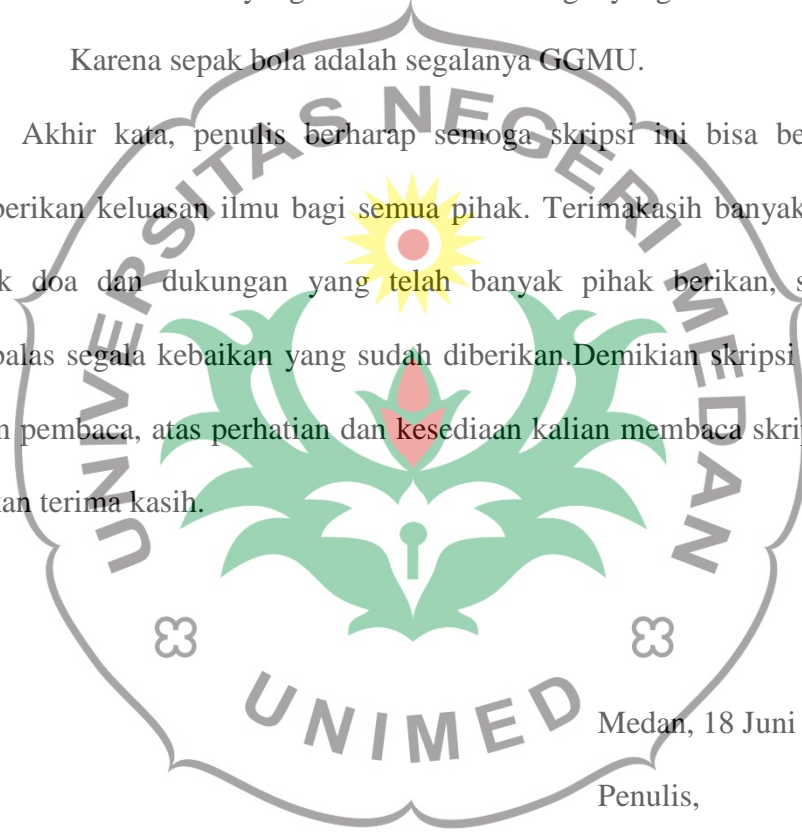 Karena sepak bola adalah segalanya GGMU.
Akhir kata, penulis berharap semoga skripsi ini bisa be
berikan keluasan ilmu bagi semua pihak. Terimakasih banyak
k doa dan dukungan yang telah banyak pihak berikan, s
balas segala kebaikan yang sudah diberikan.Demikian skripsi
n pembaca, atas perhatian dan kesediaan kalian membaca skrip
kan terima kasih.
Medan, 18 Juni
Penulis,
UNIVERSITAS NEGERI MEDAN
UNIMED